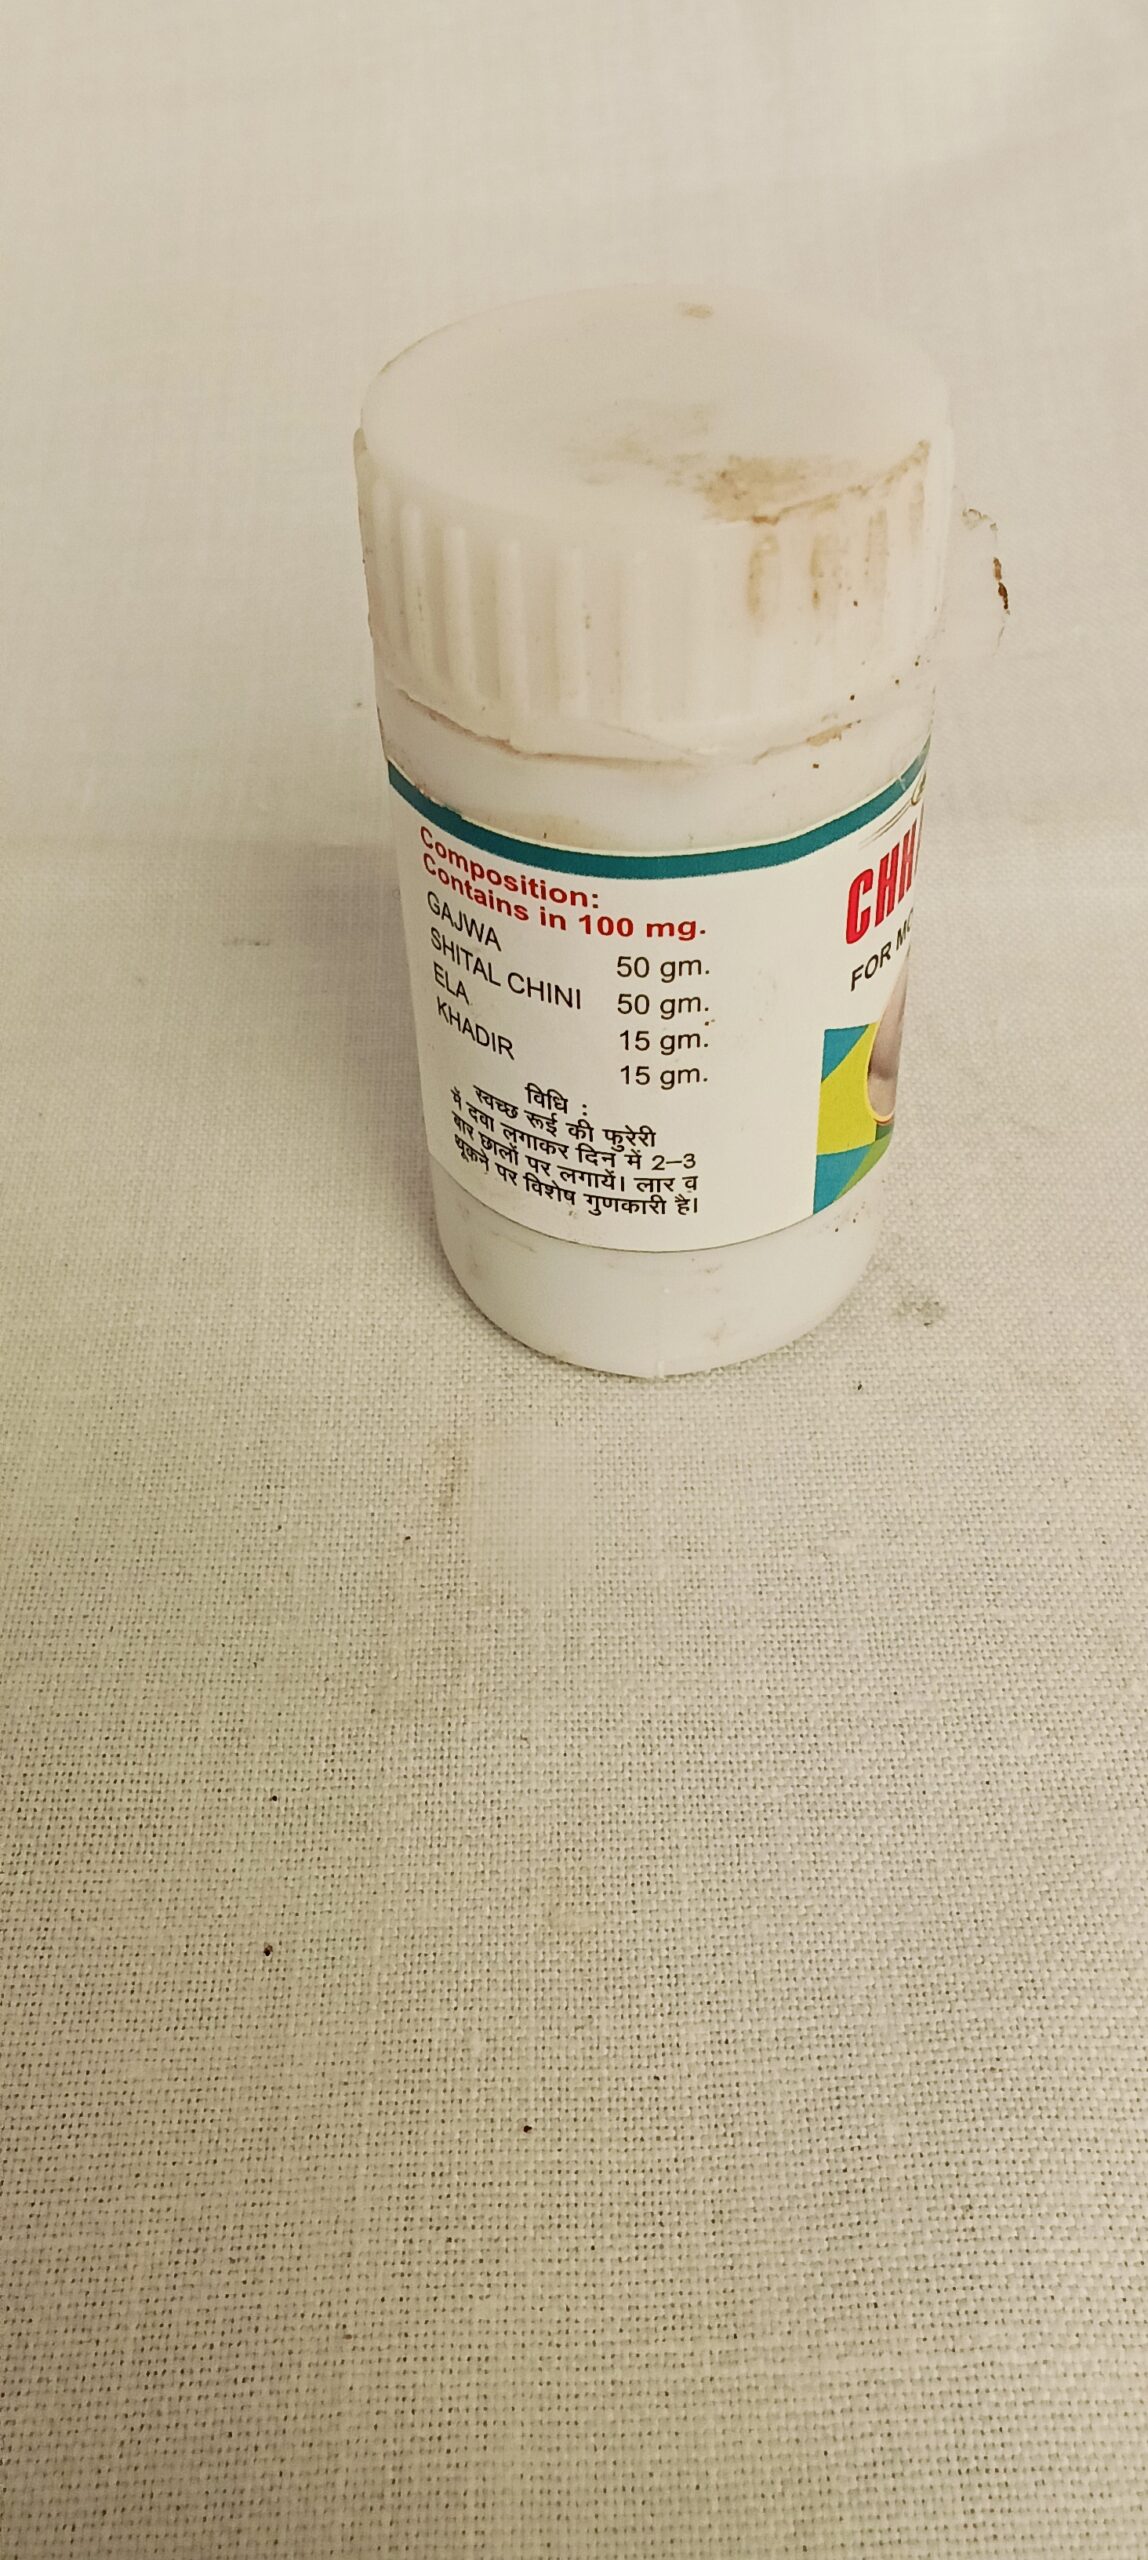 Composition:
Contains in 100 mg.
GAJWA 50 gm.
SHITAL CHINI 50 gm.
ELA 15 gm.
KHADIR 15 gm.
विधि :
स्वच्छ रूई की फुरेरी
में दवा लगाकर दिन में 2–3
बार छालों पर लगायें। लार व
थूकने पर विशेष गुणकारी है।
CHH
FOR